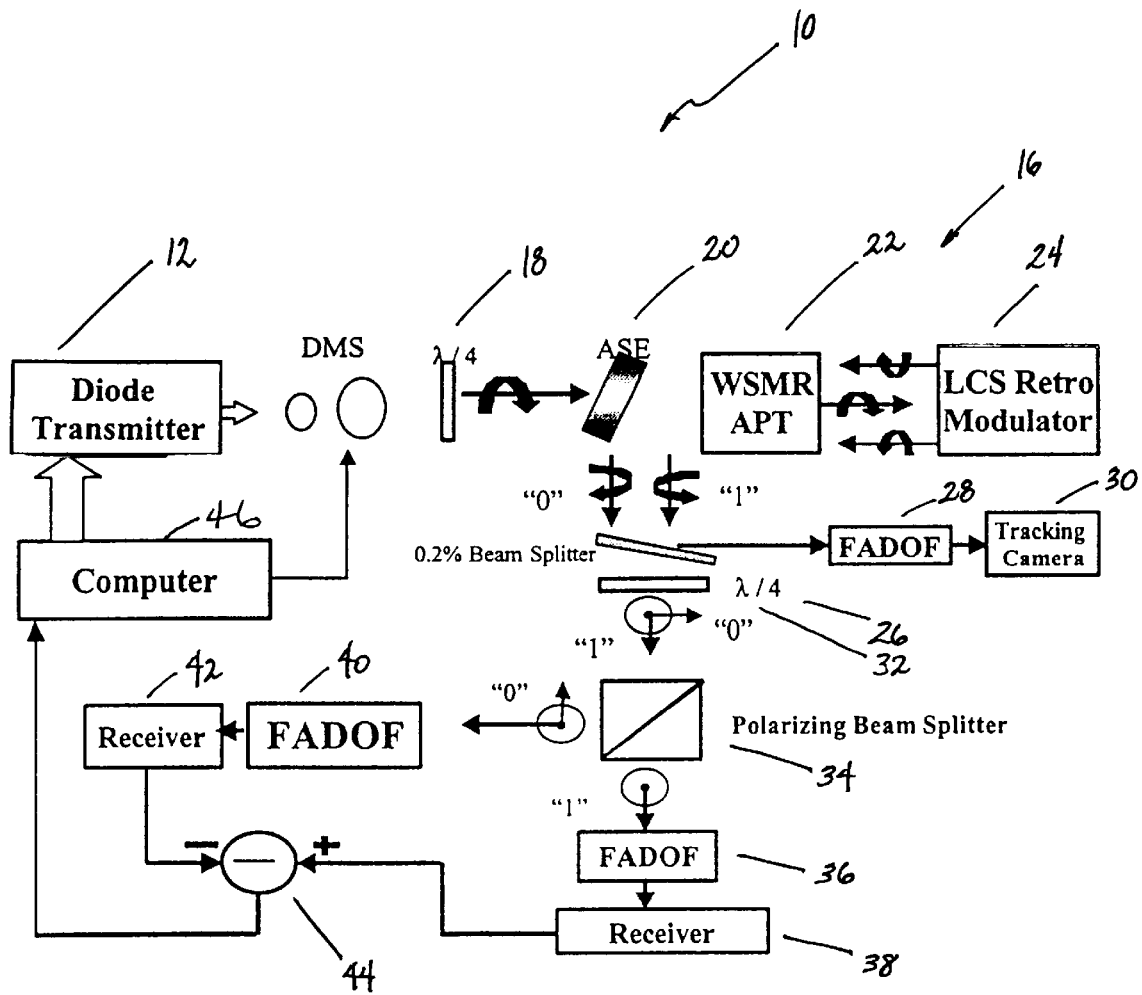 10
16
12
18
20
22
24
DMS
λ / 4
ASE
Diode
Transmitter
WSMR
APT
LCS Retro
Modulator
"0"
"1"
28
30
46
0.2% Beam Splitter
FADOF
Tracking
Camera
Computer
λ / 4
26
32
"1"
"0"
42
40
"0"
Receiver
FADOF
Polarizing Beam Splitter
34
"1"
−
+
—
FADOF
36
Receiver
38
44